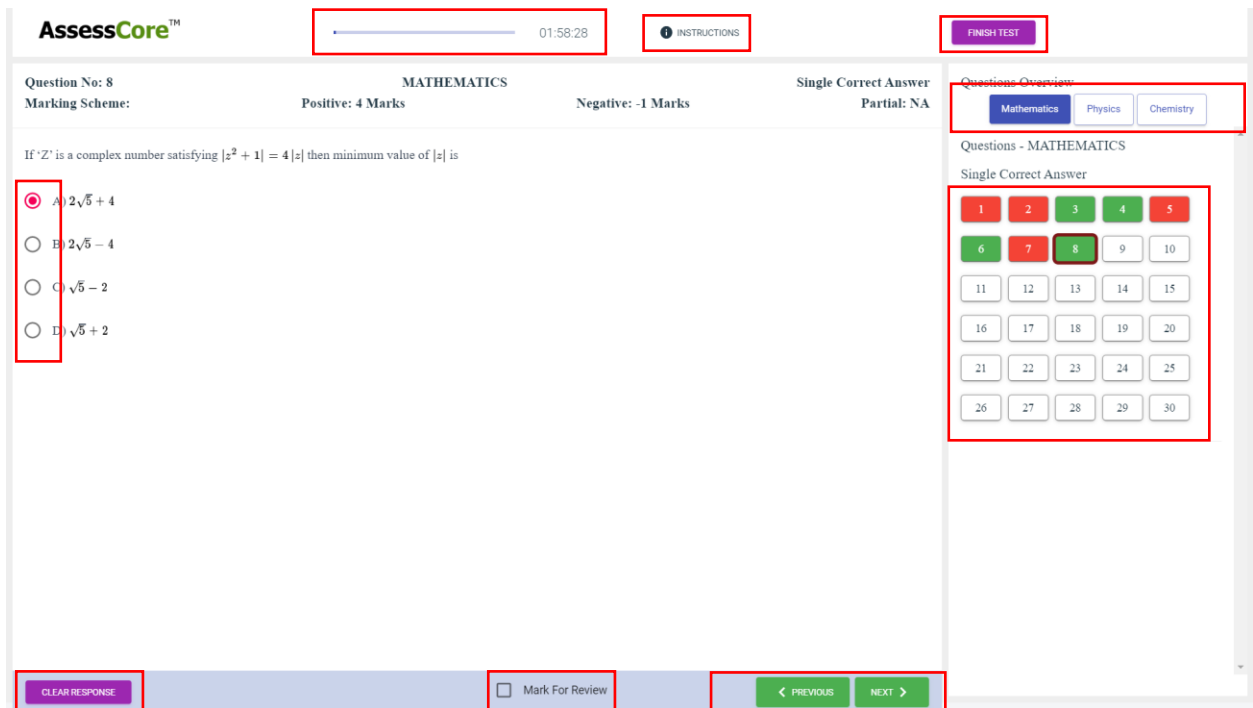 AssessCore™
01:58:28
INSTRUCTIONS
FINISH TEST
Question No: 8 MATHEMATICS Single Correct Answer
Marking Scheme: Positive: 4 Marks Negative: -1 Marks Partial: NA
If ‘Z’ is a complex number satisfying |z² + 1| = 4 |z| then minimum value of |z| is
A) 2√5 + 4
B) 2√5 − 4
C) √5 − 2
D) √5 + 2
Questions Overview
Mathematics Physics Chemistry
Questions - MATHEMATICS
Single Correct Answer
1 2 3 4 5
6 7 8 9 10
11 12 13 14 15
16 17 18 19 20
21 22 23 24 25
26 27 28 29 30
CLEAR RESPONSE Mark For Review PREVIOUS NEXT